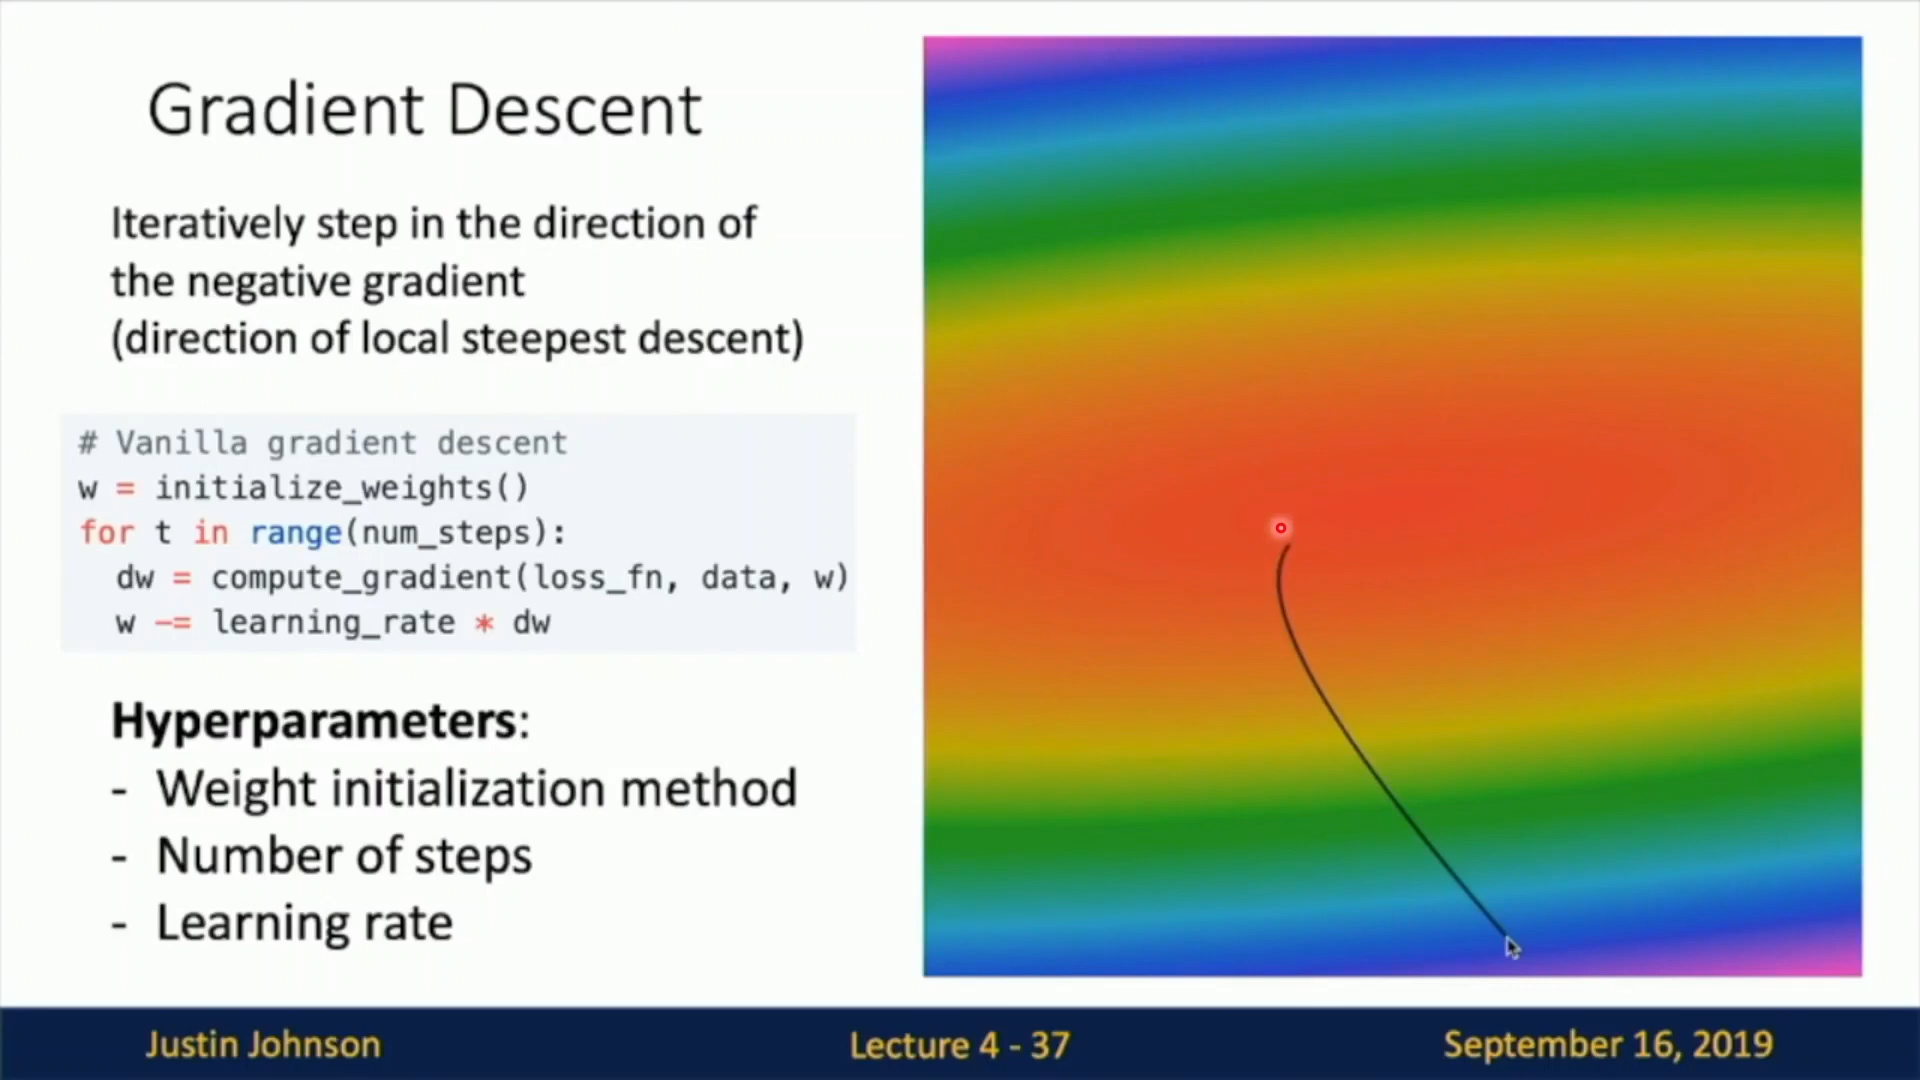 Gradient Descent
Iteratively step in the direction of
the negative gradient
(direction of local steepest descent)
# Vanilla gradient descent
w = initialize_weights()
for t in range(num_steps):
  dw = compute_gradient(loss_fn, data, w)
  w -= learning_rate * dw
Hyperparameters:
- Weight initialization method
- Number of steps
- Learning rate
Justin Johnson
Lecture 4 - 37
September 16, 2019